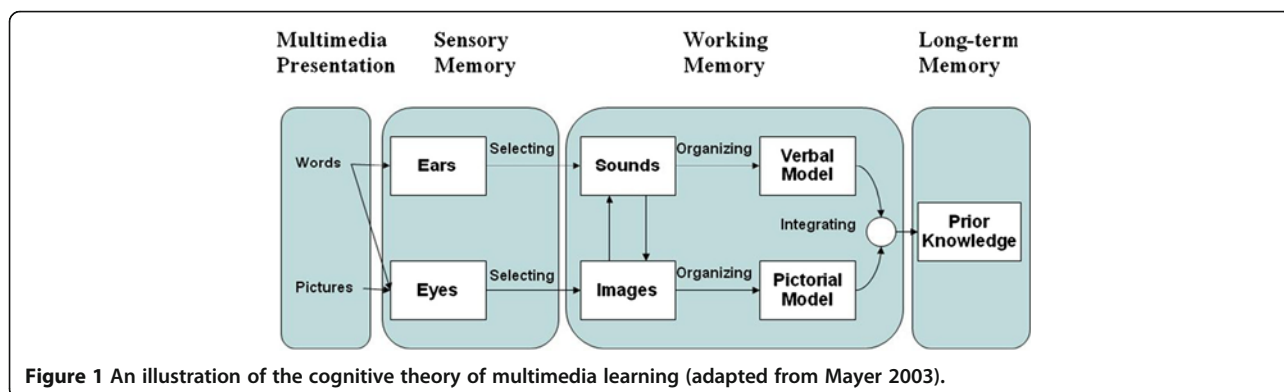 Multimedia Presentation
Sensory Memory
Working Memory
Long-term Memory
Words
Ears
Selecting
Sounds
Organizing
Verbal Model
Integrating
Prior Knowledge
Pictures
Eyes
Selecting
Images
Organizing
Pictorial Model
Figure 1 An illustration of the cognitive theory of multimedia learning (adapted from Mayer 2003).